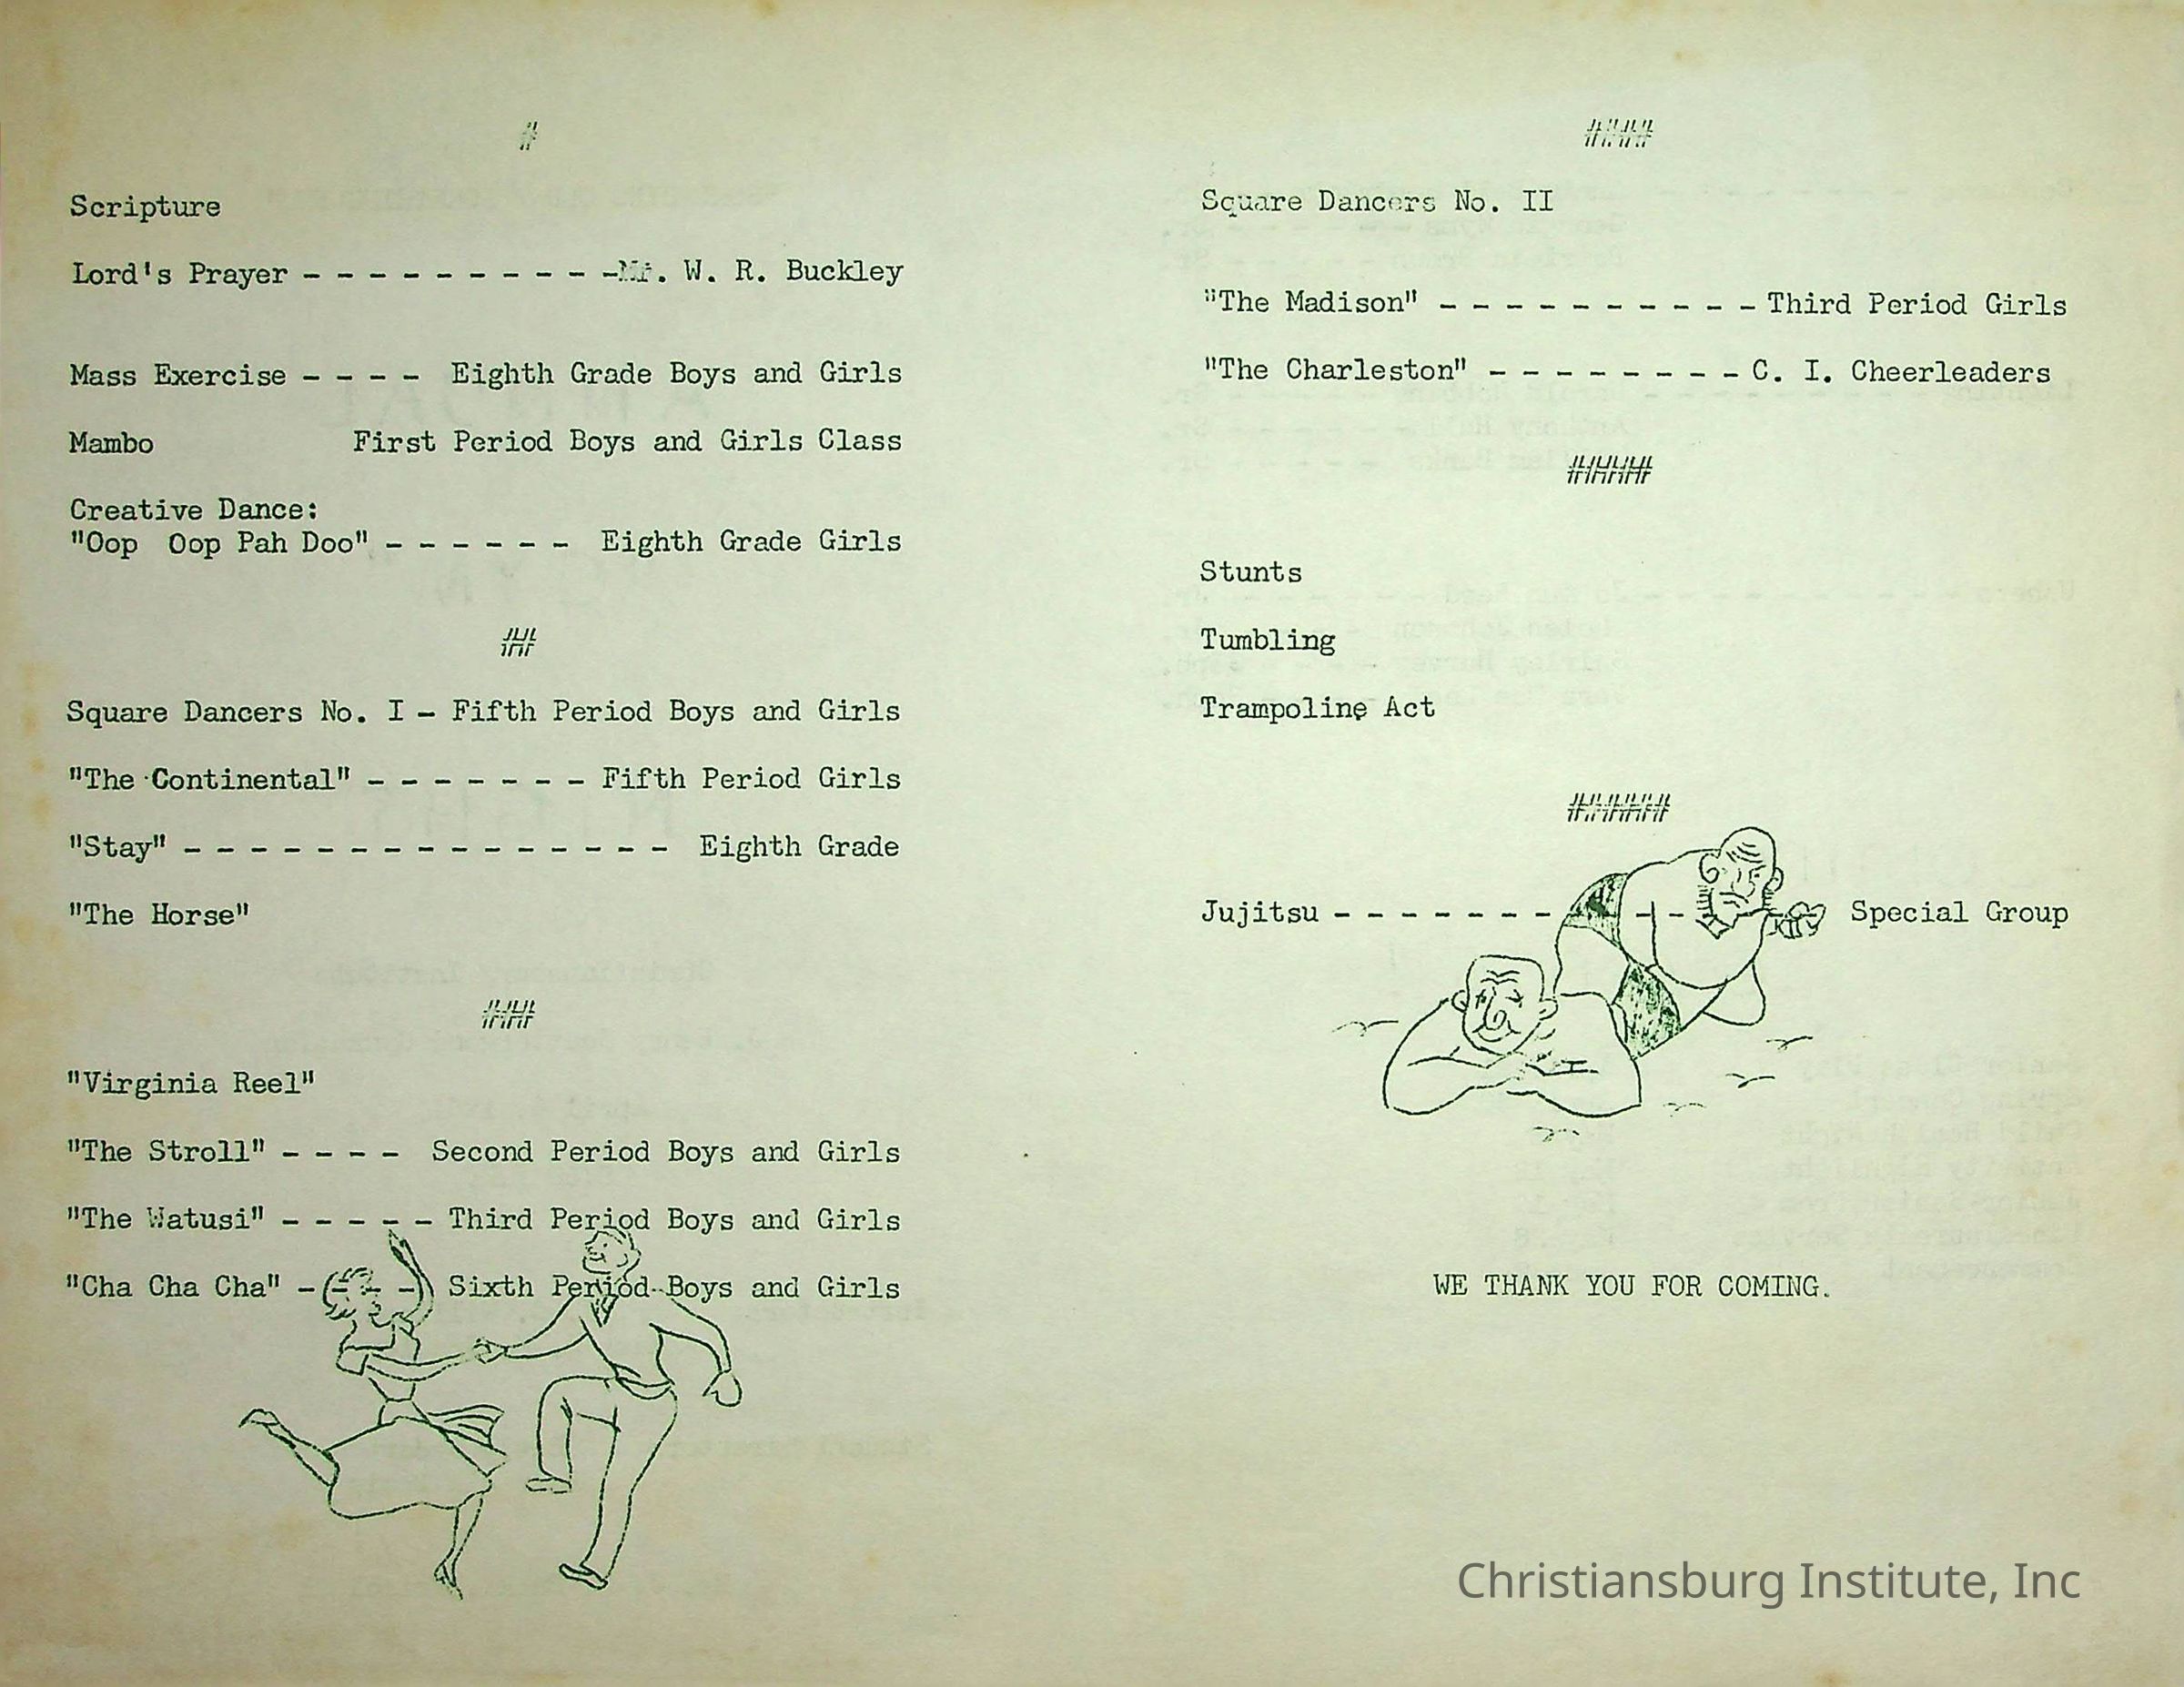 #
Scripture
Lord's Prayer - - - - - - - - - -Mr. W. R. Buckley
Mass Exercise - - - - Eighth Grade Boys and Girls
Mambo First Period Boys and Girls Class
Creative Dance:
"Oop Oop Pah Doo" - - - - - - Eighth Grade Girls
##
Square Dancers No. I - Fifth Period Boys and Girls
"The Continental" - - - - - - - Fifth Period Girls
"Stay" - - - - - - - - - - - - - - - Eighth Grade
"The Horse"
###
"Virginia Reel"
"The Stroll" - - - - Second Period Boys and Girls
"The Watusi" - - - - - Third Period Boys and Girls
"Cha Cha Cha" - - - - Sixth Period Boys and Girls
####
Square Dancers No. II
"The Madison" - - - - - - - - - - Third Period Girls
"The Charleston" - - - - - - - - C. I. Cheerleaders
#####
Stunts
Tumbling
Trampoline Act
######
Jujitsu - - - - - - - - - - - - - - Special Group
WE THANK YOU FOR COMING.
Christiansburg Institute, Inc